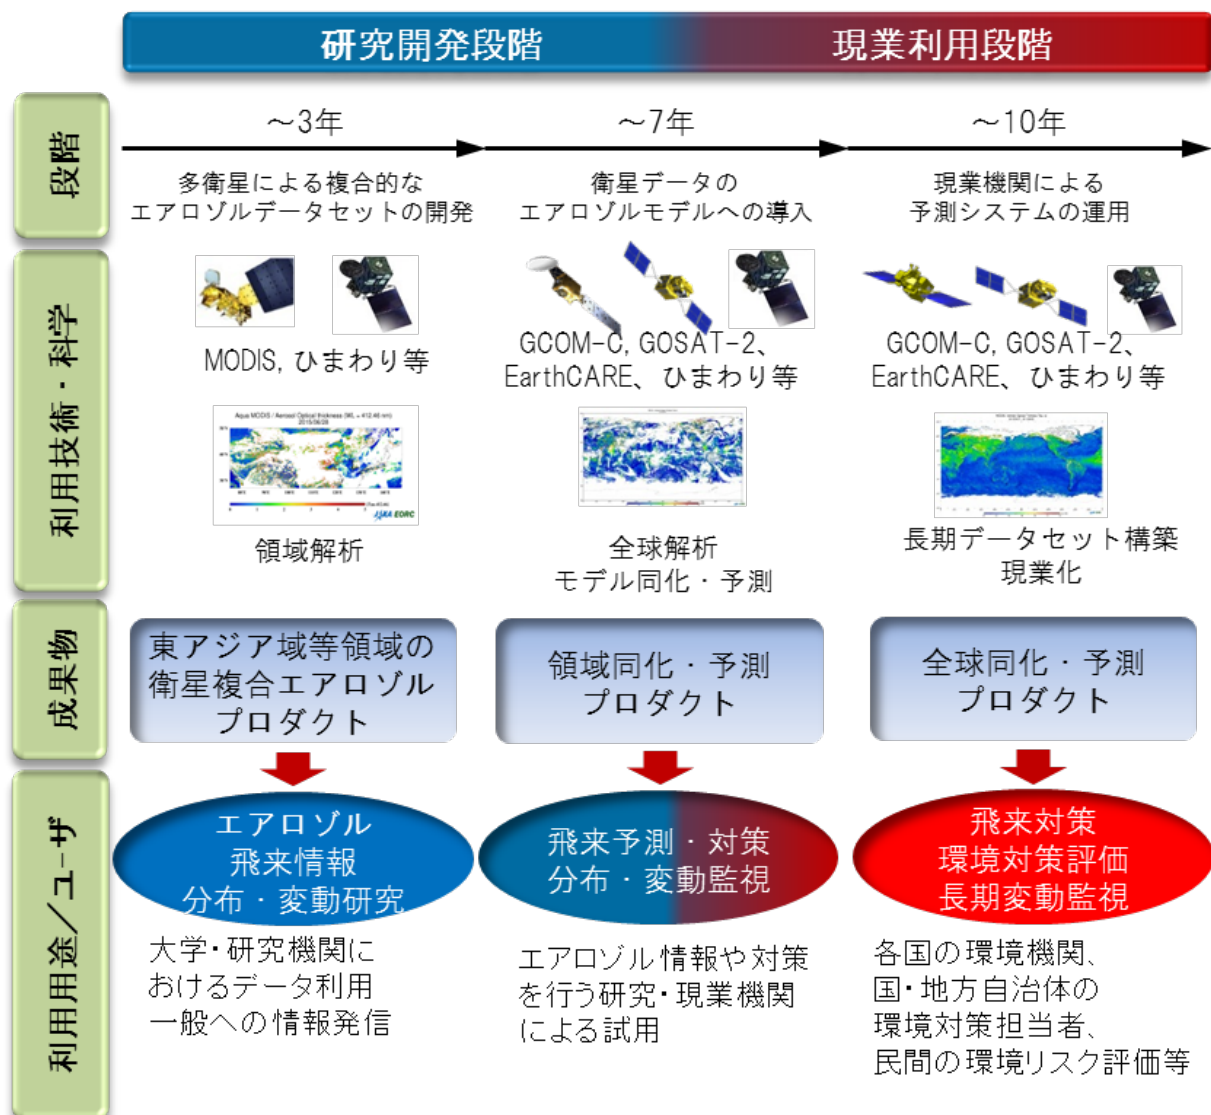 研究開発段階
現業利用段階
段階
～3年
～7年
～10年
多衛星による複合的な
エアロゾルデータセットの開発
衛星データの
エアロゾルモデルへの導入
現業機関による
予測システムの運用
利用技術・科学
MODIS, ひまわり等
GCOM-C, GOSAT-2、
EarthCARE、ひまわり等
GCOM-C, GOSAT-2、
EarthCARE、ひまわり等
Aqua MODIS / Aerosol Optical thickness (WL = 412.46 nm)
JAXA EORC
領域解析
全球解析
モデル同化・予測
長期データセット構築
現業化
成果物
東アジア域等領域の
衛星複合エアロゾル
プロダクト
領域同化・予測
プロダクト
全球同化・予測
プロダクト
利用用途／ユーザ
エアロゾル
飛来情報
分布・変動研究
飛来予測・対策
分布・変動監視
飛来対策
環境対策評価
長期変動監視
大学・研究機関に
おけるデータ利用
一般への情報発信
エアロゾル情報や対策
を行う研究・現業機関
による試用
各国の環境機関、
国・地方自治体の
環境対策担当者、
民間の環境リスク評価等